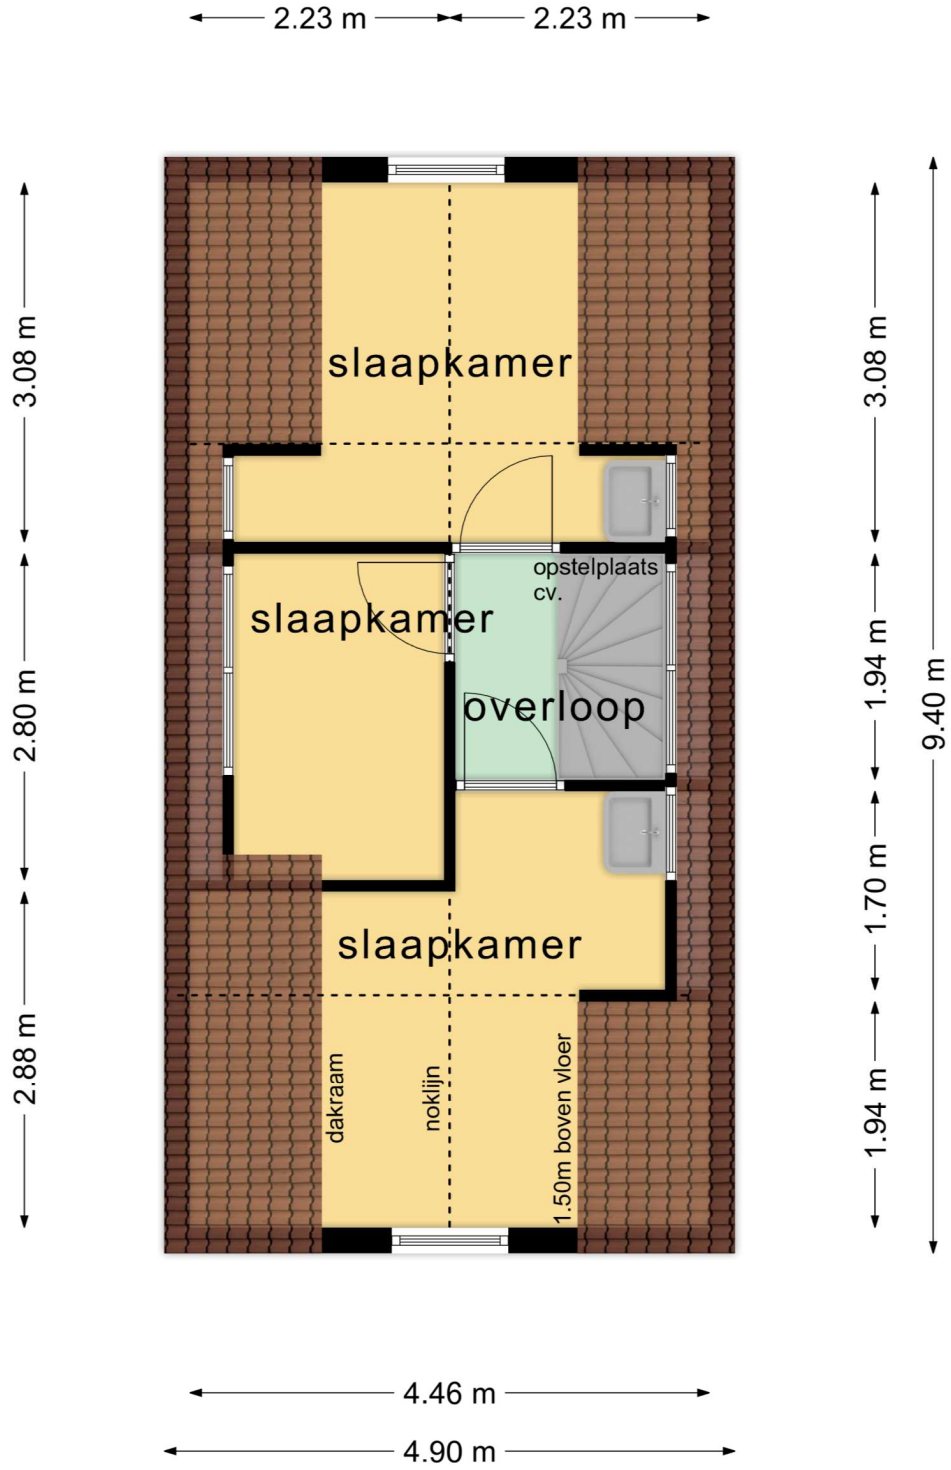 2.23 m
2.23 m
3.08 m
3.08 m
slaapkamer
opstelplaats
cv.
slaapkamer
1.94 m
9.40 m
2.80 m
overloop
1.70 m
slaapkamer
2.88 m
dakraam
noklijn
1.50m boven vloer
1.94 m
4.46 m
4.90 m